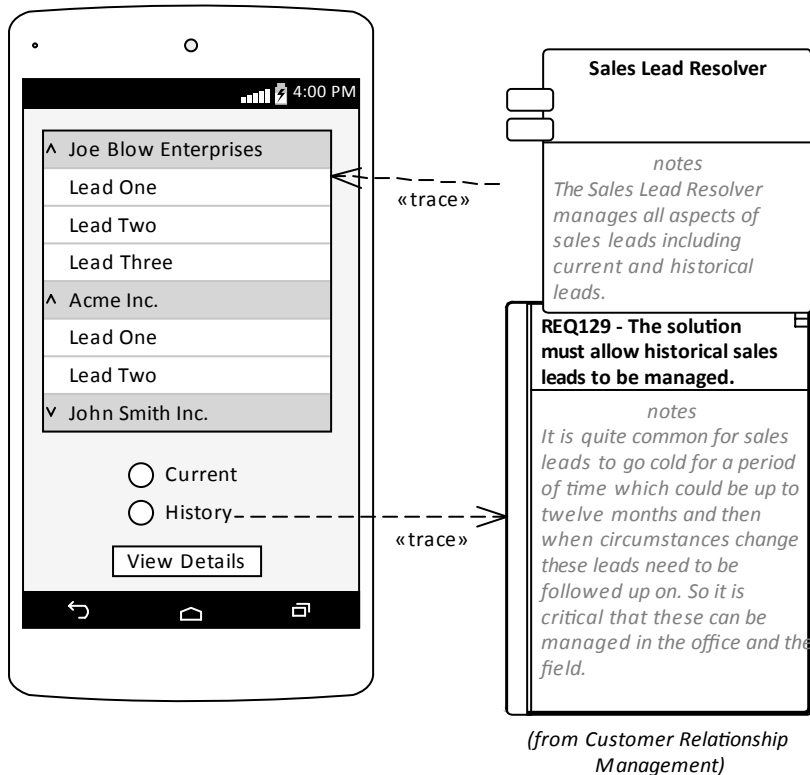 4:00 PM
^ Joe Blow Enterprises
Lead One
Lead Two
Lead Three
^ Acme Inc.
Lead One
Lead Two
v John Smith Inc.
Current
History
View Details
«trace»
«trace»
Sales Lead Resolver
notes
The Sales Lead Resolver
manages all aspects of
sales leads including
current and historical
leads.
REQ129 - The solution
must allow historical sales
leads to be managed.
notes
It is quite common for sales
leads to go cold for a period
of time which could be up to
twelve months and then
when circumstances change
these leads need to be
followed up on. So it is
critical that these can be
managed in the office and the
field.
(from Customer Relationship
Management)